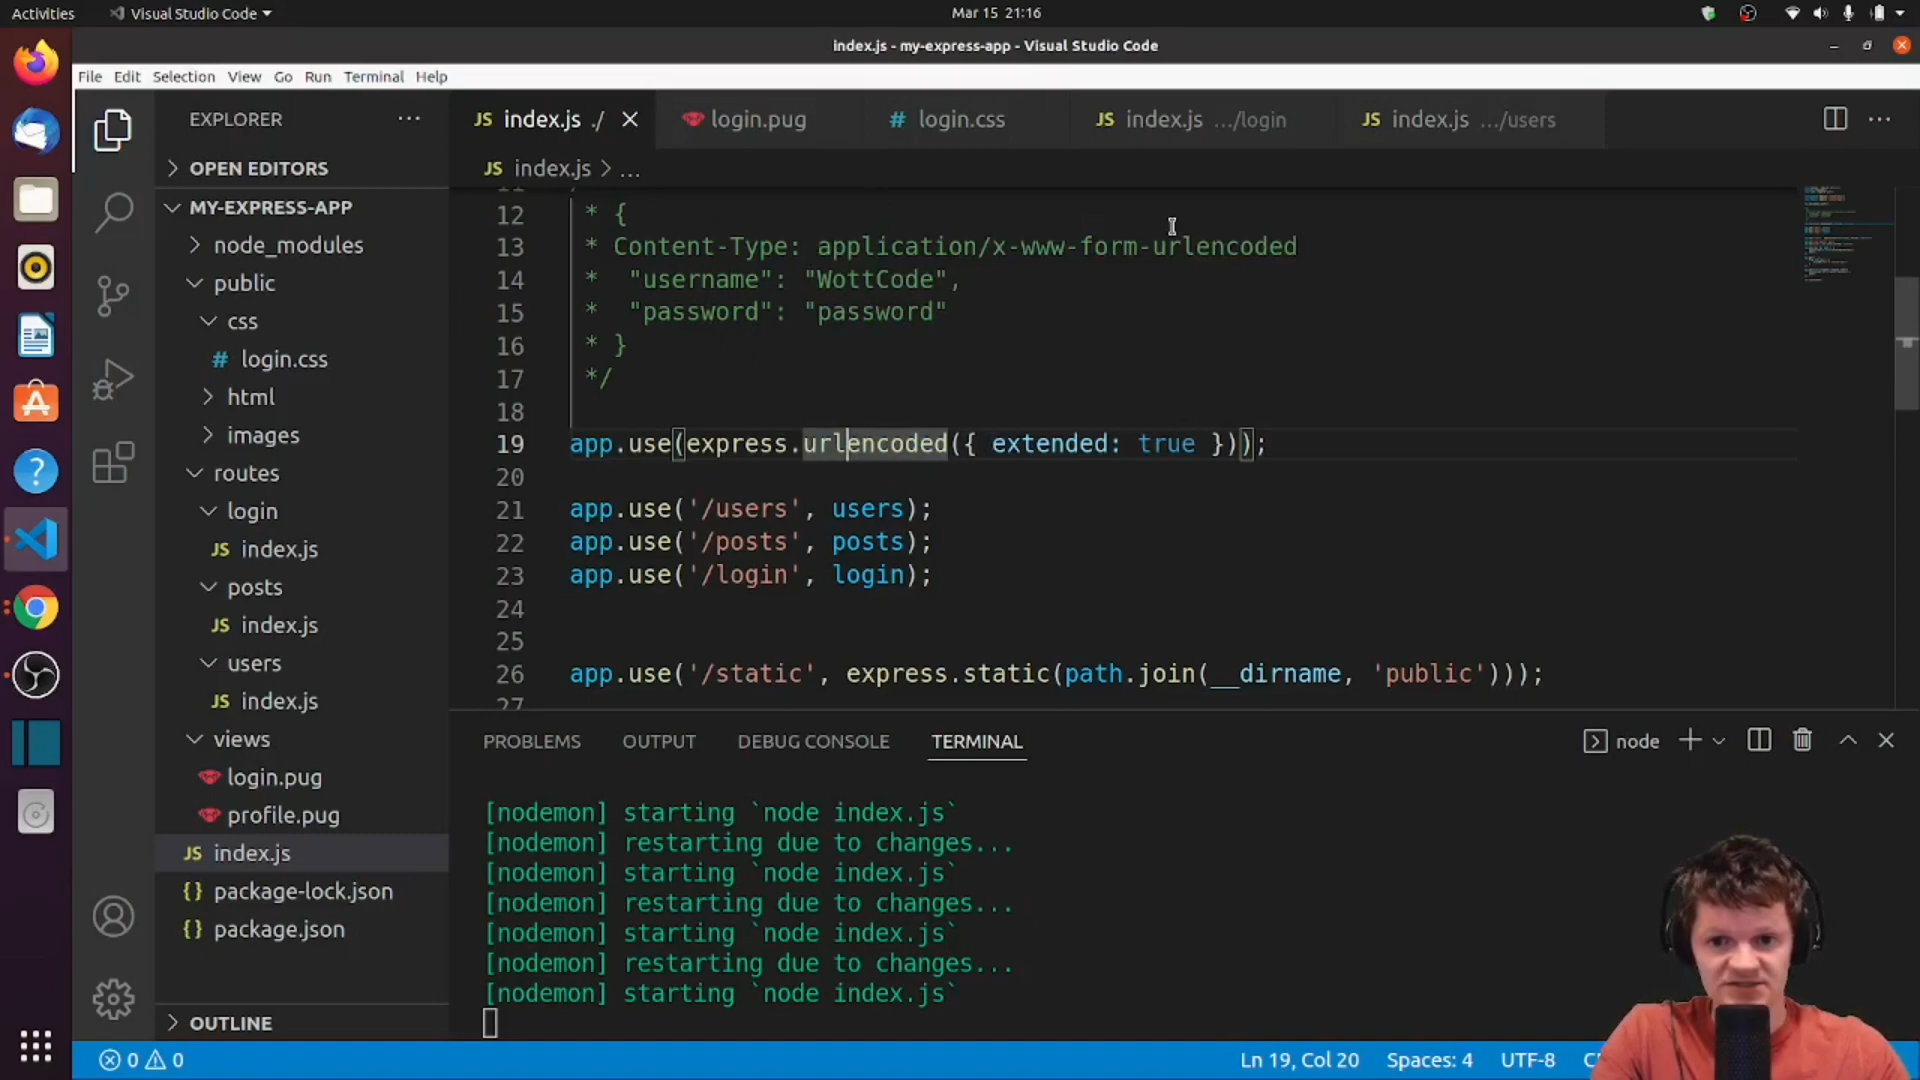 Activities
Visual Studio Code
Mar 15 21:16
index.js - my-express-app - Visual Studio Code
File Edit Selection View Go Run Terminal Help
EXPLORER
OPEN EDITORS
MY-EXPRESS-APP
node_modules
public
css
# login.css
html
images
routes
login
JS index.js
posts
JS index.js
users
JS index.js
views
login.pug
profile.pug
JS index.js
{} package-lock.json
{} package.json
OUTLINE
JS index.js ./
login.pug
# login.css
JS index.js .../login
JS index.js .../users
JS index.js > ...
12 * {
13 * Content-Type: application/x-www-form-urlencoded
14 * "username": "WottCode",
15 * "password": "password"
16 * }
17 */
18
19 app.use(express.urlencoded({ extended: true }));
20
21 app.use('/users', users);
22 app.use('/posts', posts);
23 app.use('/login', login);
24
25
26 app.use('/static', express.static(path.join(__dirname, 'public')));
27
PROBLEMS OUTPUT DEBUG CONSOLE TERMINAL
node
[nodemon] starting `node index.js`
[nodemon] restarting due to changes...
[nodemon] starting `node index.js`
[nodemon] restarting due to changes...
[nodemon] starting `node index.js`
[nodemon] restarting due to changes...
[nodemon] starting `node index.js`
0 0
Ln 19, Col 20 Spaces: 4 UTF-8